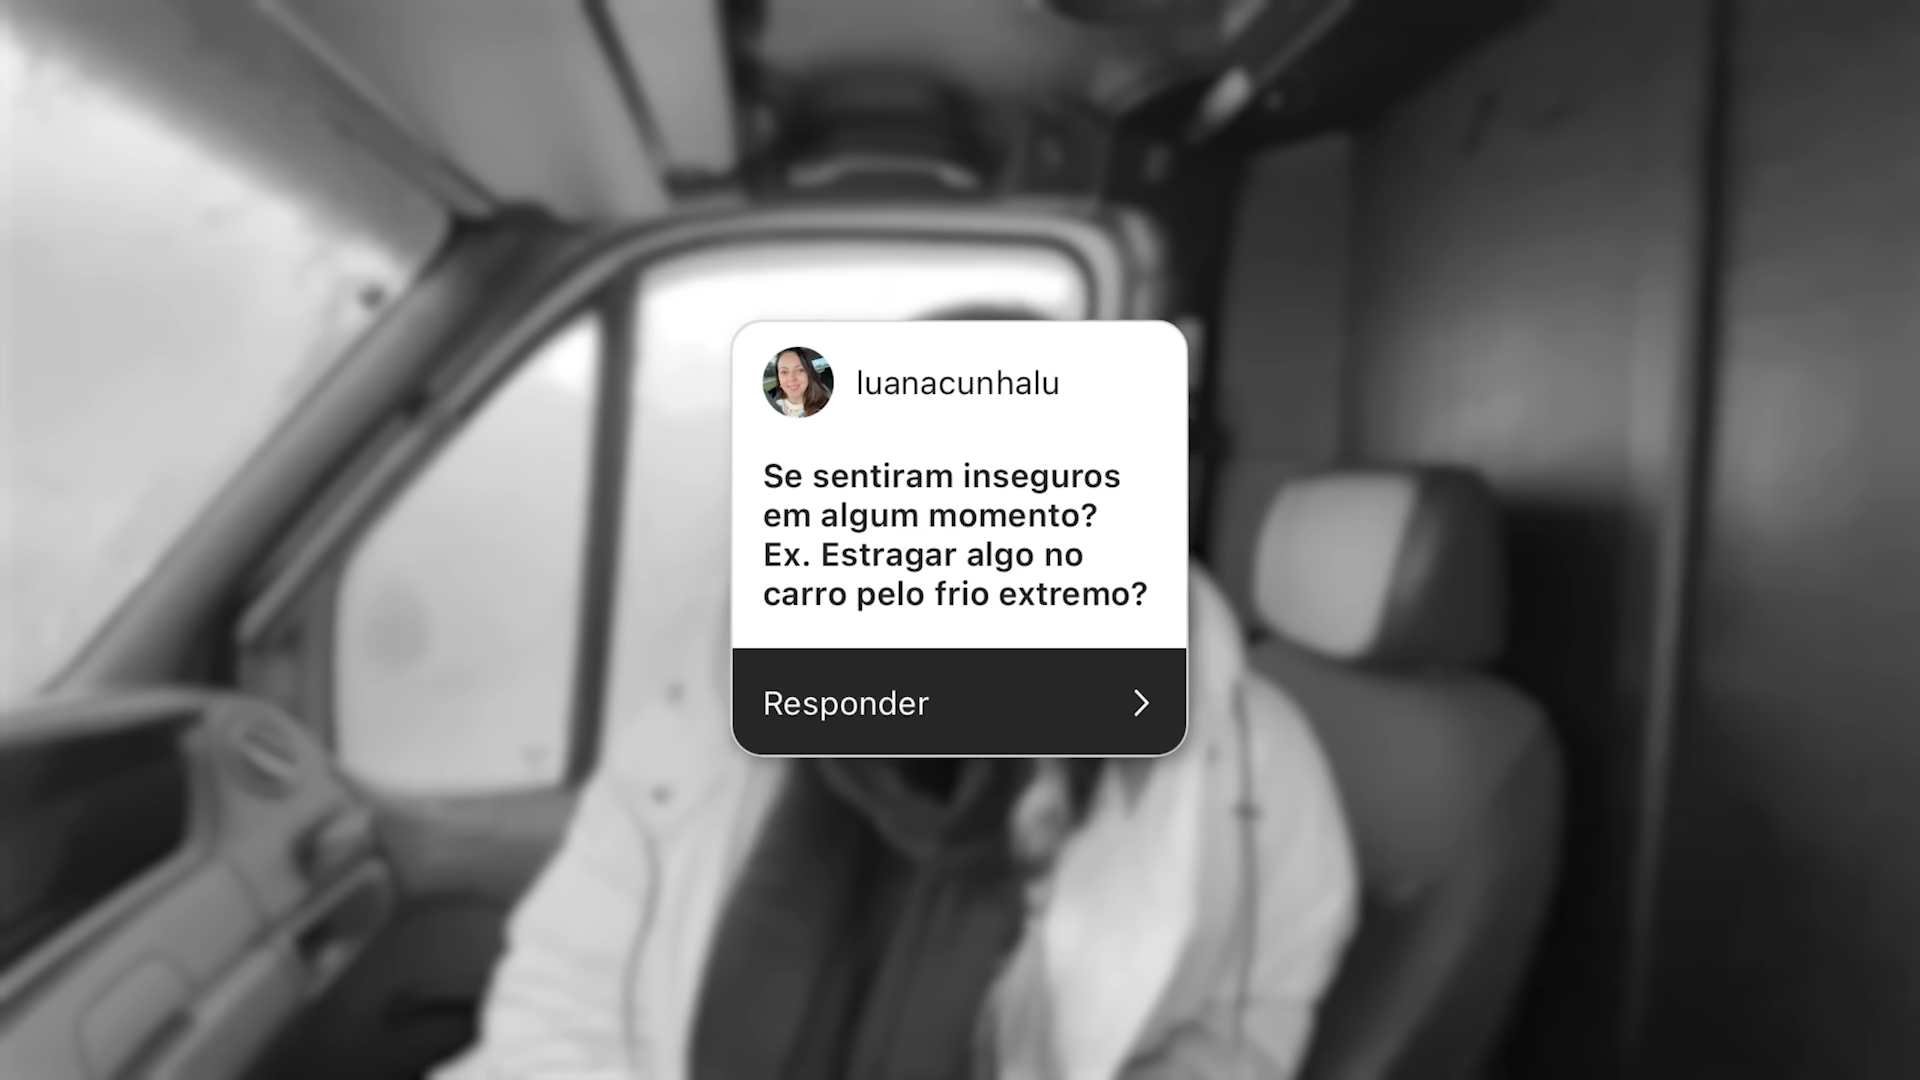 luanacunhalu
Se sentiram inseguros
em algum momento?
Ex. Estragar algo no
carro pelo frio extremo?
Responder